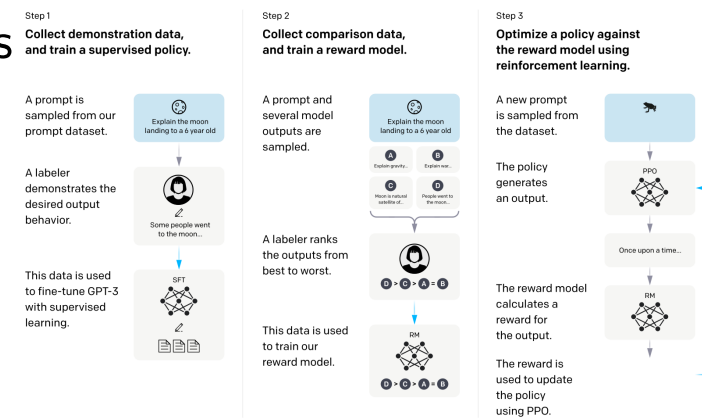 s
Step 1
Collect demonstration data,
and train a supervised policy.
A prompt is
sampled from our
prompt dataset.
Explain the moon
landing to a 6 year old
A labeler
demonstrates the
desired output
behavior.
Some people went
to the moon...
This data is used
to fine-tune GPT-3
with supervised
learning.
SFT
Step 2
Collect comparison data,
and train a reward model.
A prompt and
several model
outputs are
sampled.
Explain the moon
landing to a 6 year old
A
Explain gravity...
B
Explain war...
C
Moon is natural
satellite of...
D
People went to
the moon...
A labeler ranks
the outputs from
best to worst.
D > C > A = B
This data is used
to train our
reward model.
RM
D > C > A = B
Step 3
Optimize a policy against
the reward model using
reinforcement learning.
A new prompt
is sampled from
the dataset.
The policy
generates
an output.
PPO
Once upon a time...
The reward model
calculates a
reward for
the output.
RM
The reward is
used to update
the policy
using PPO.